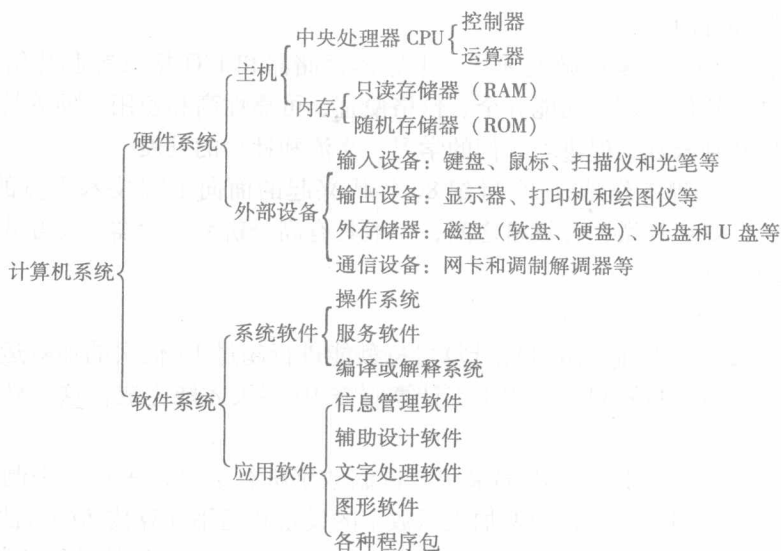 控制器
中央处理器 CPU
运算器
主机
只读存储器（RAM）
内存
随机存储器（ROM）
硬件系统
输入设备：键盘、鼠标、扫描仪和光笔等
输出设备：显示器、打印机和绘图仪等
外部设备
外存储器：磁盘（软盘、硬盘）、光盘和 U 盘等
通信设备：网卡和调制解调器等
计算机系统
操作系统
系统软件
服务软件
编译或解释系统
软件系统
信息管理软件
辅助设计软件
应用软件
文字处理软件
图形软件
各种程序包